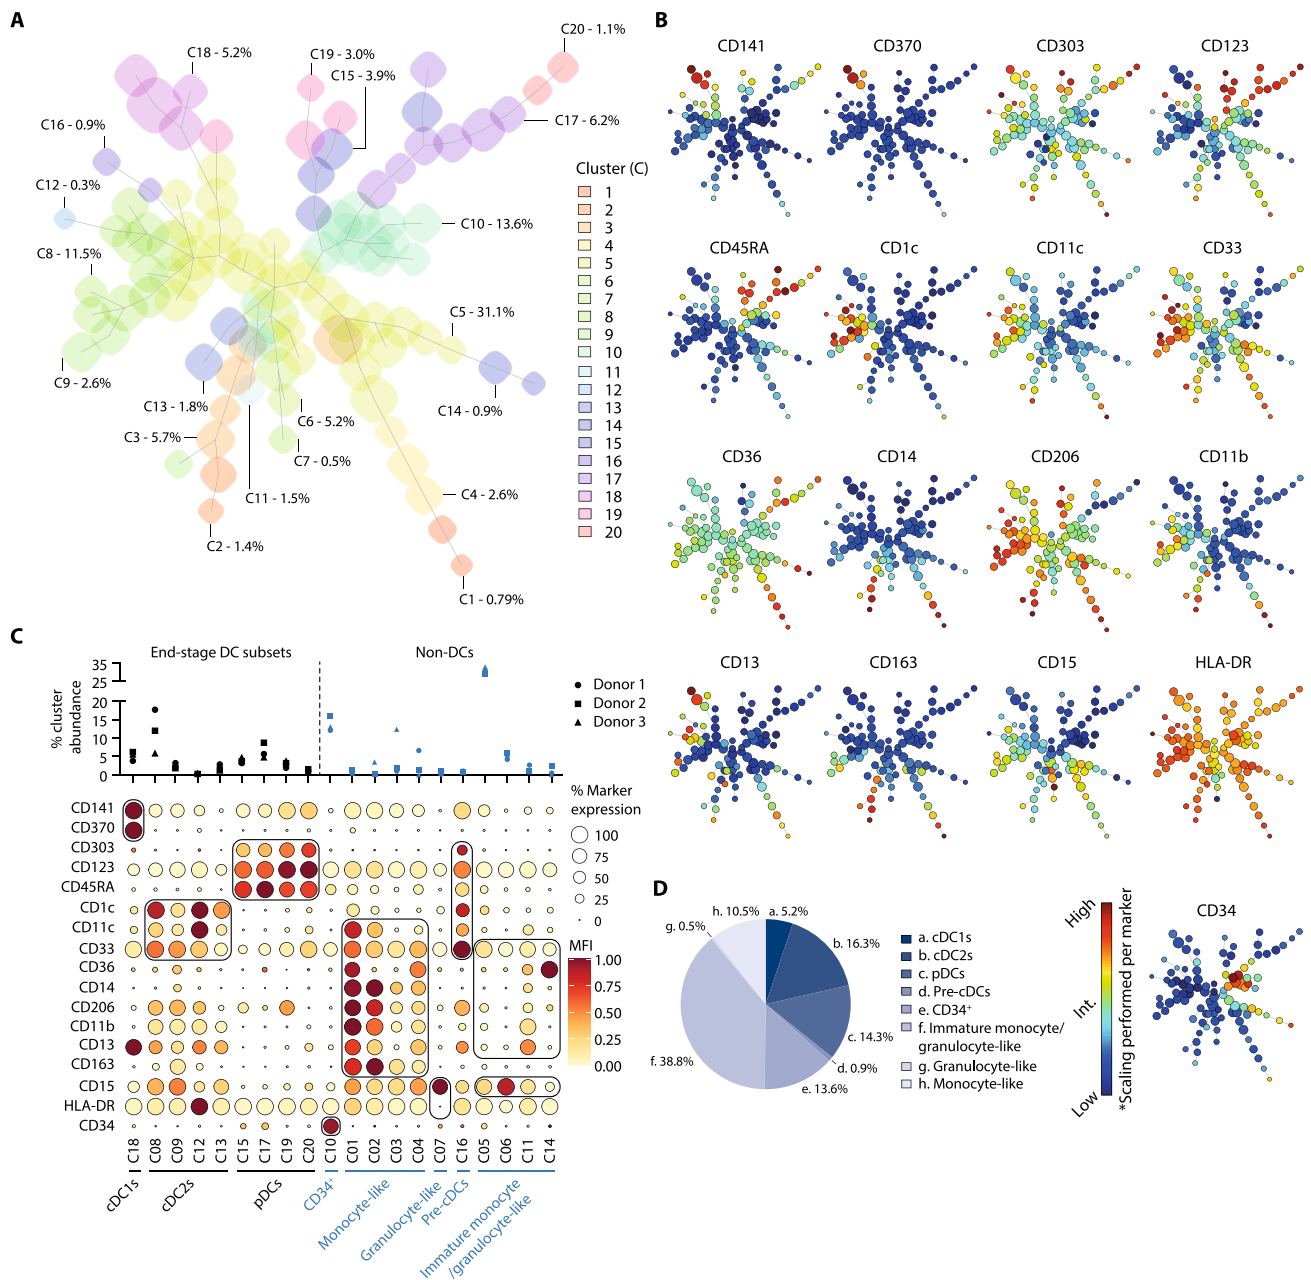 A
C20 - 1.1%
C18 - 5.2%
C19 - 3.0%
C15 - 3.9%
C16 - 0.9%
C17 - 6.2%
C12 - 0.3%
C10 - 13.6%
C8 - 11.5%
C5 - 31.1%
C9 - 2.6%
C13 - 1.8%
C14 - 0.9%
C3 - 5.7%
C6 - 5.2%
C7 - 0.5%
C11 - 1.5%
C4 - 2.6%
C2 - 1.4%
C1 - 0.79%
Cluster (C)
1
2
3
4
5
6
7
8
9
10
11
12
13
14
15
16
17
18
19
20
B
CD141
CD370
CD303
CD123
CD45RA
CD1c
CD11c
CD33
CD36
CD14
CD206
CD11b
CD13
CD163
CD15
HLA-DR
CD34
High
Int.
Low
*Scaling performed per marker
C
End-stage DC subsets
Non-DCs
% cluster
abundance
35
25
20
15
10
5
0
Donor 1
Donor 2
Donor 3
CD141
CD370
CD303
CD123
CD45RA
CD1c
CD11c
CD33
CD36
CD14
CD206
CD11b
CD13
CD163
CD15
HLA-DR
CD34
% Marker
expression
100
75
50
25
0
MFI
1.00
0.75
0.50
0.25
0.00
C18
C08
C09
C12
C13
C15
C17
C19
C20
C10
C01
C02
C03
C04
C07
C16
C05
C06
C11
C14
cDC1s
cDC2s
pDCs
CD34+
Monocyte-like
Granulocyte-like
Pre-cDCs
Immature monocyte
/granulocyte-like
D
h. 10.5%
a. 5.2%
g. 0.5%
b. 16.3%
c. 14.3%
d. 0.9%
e. 13.6%
f. 38.8%
a. cDC1s
b. cDC2s
c. pDCs
d. Pre-cDCs
e. CD34+
f. Immature monocyte/
granulocyte-like
g. Granulocyte-like
h. Monocyte-like